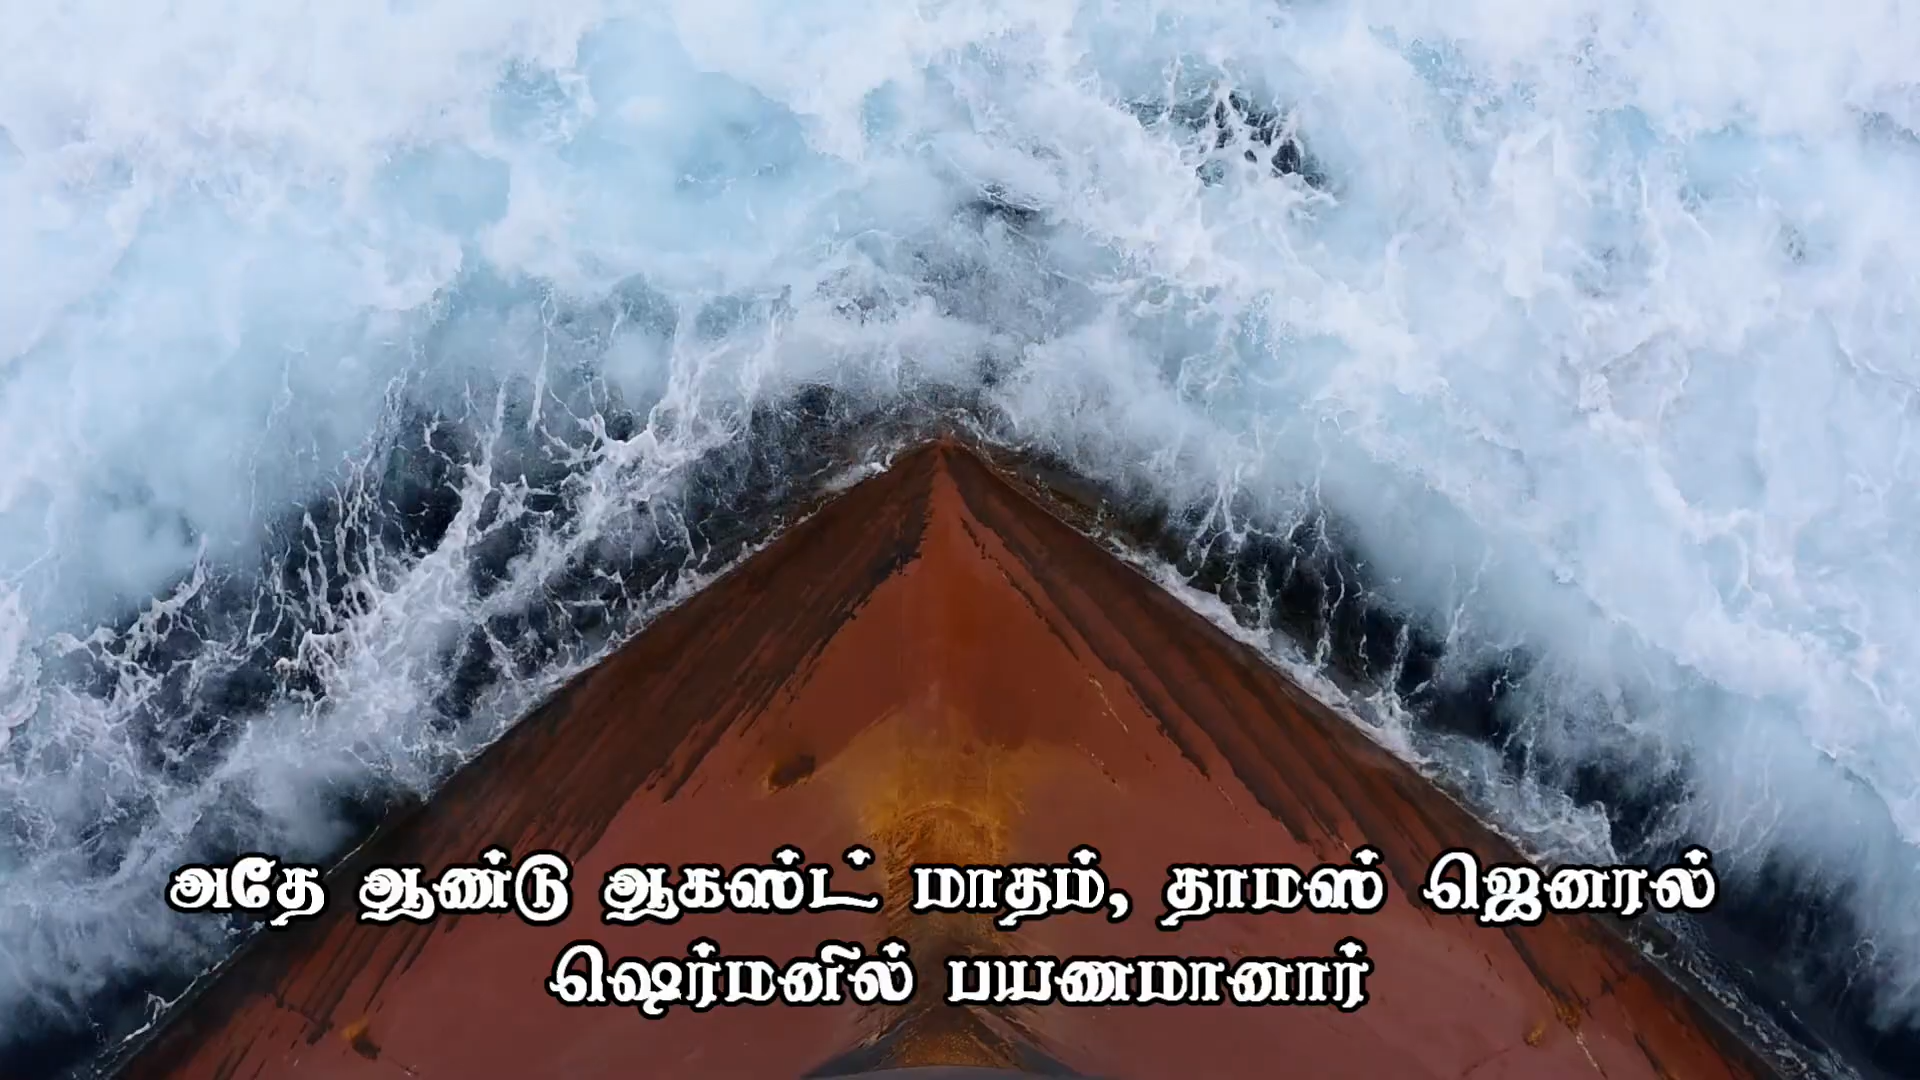 அதே ஆண்டு ஆகஸ்ட் மாதம், தாமஸ் ஜெனரல்
ஷெர்மனில் பயணமானார்